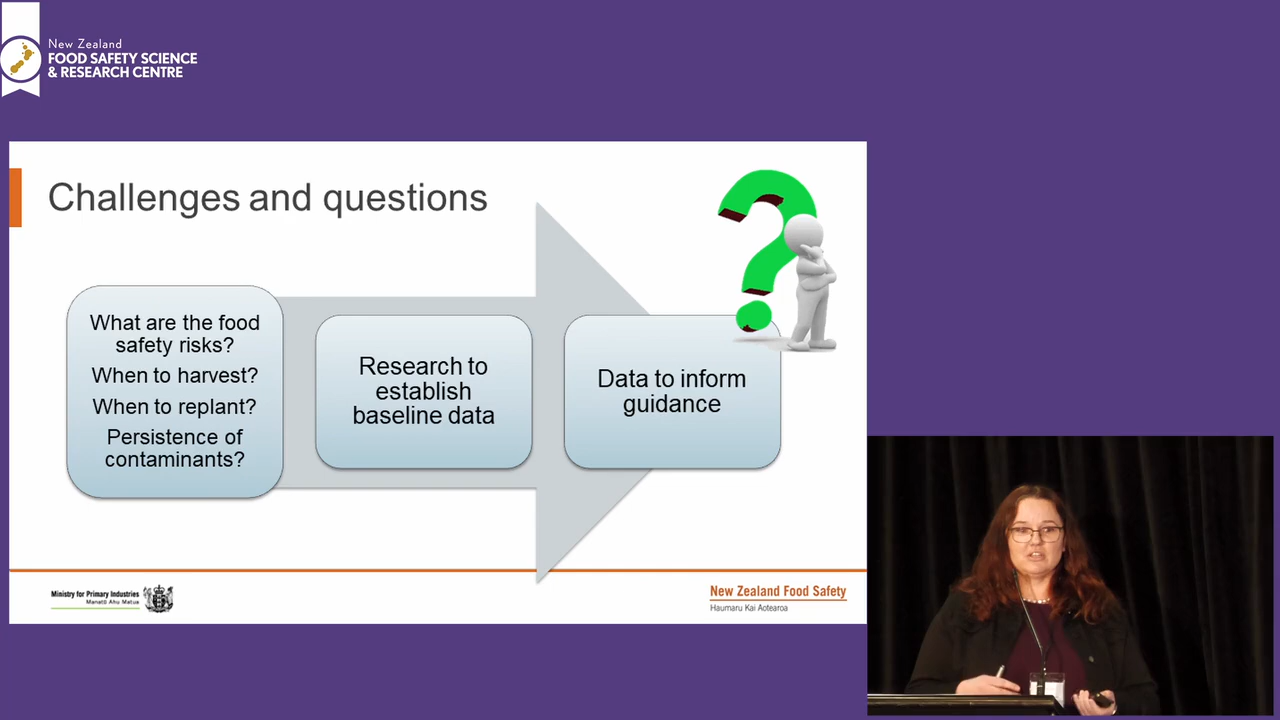 New Zealand
FOOD SAFETY SCIENCE
& RESEARCH CENTRE
Challenges and questions
What are the food
safety risks?
When to harvest?
When to replant?
Persistence of
contaminants?
Research to
establish
baseline data
Data to inform
guidance
Ministry for Primary Industries
Manatū Ahu Matua
New Zealand Food Safety
Haumaru Kai Aotearoa